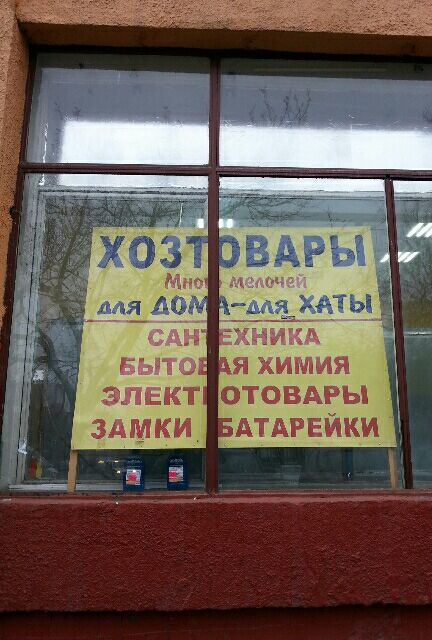 ХОЗТОВАРЫ
Много мелочей
для ДОМА-для ХАТЫ
САНТЕХНИКА
БЫТОВАЯ ХИМИЯ
ЭЛЕКТРОТОВАРЫ
ЗАМКИ БАТАРЕЙКИ